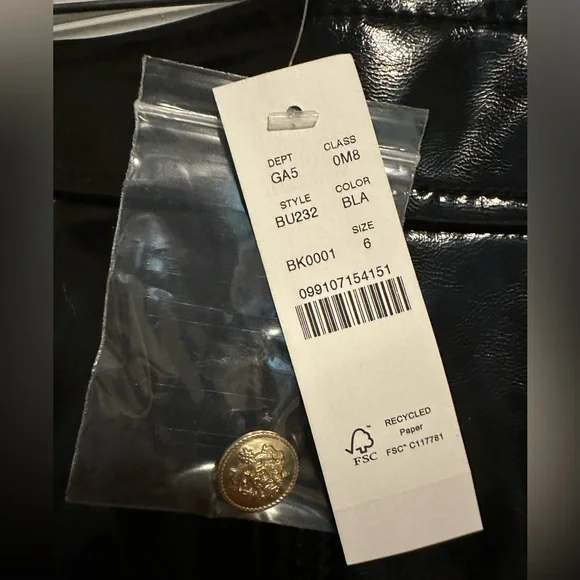 DEPT CLASS
GA5 0M8
STYLE COLOR
BU232 BLA
SIZE
BK0001 6
099107154151
RECYCLED
Paper
FSC™ C117781
FSC